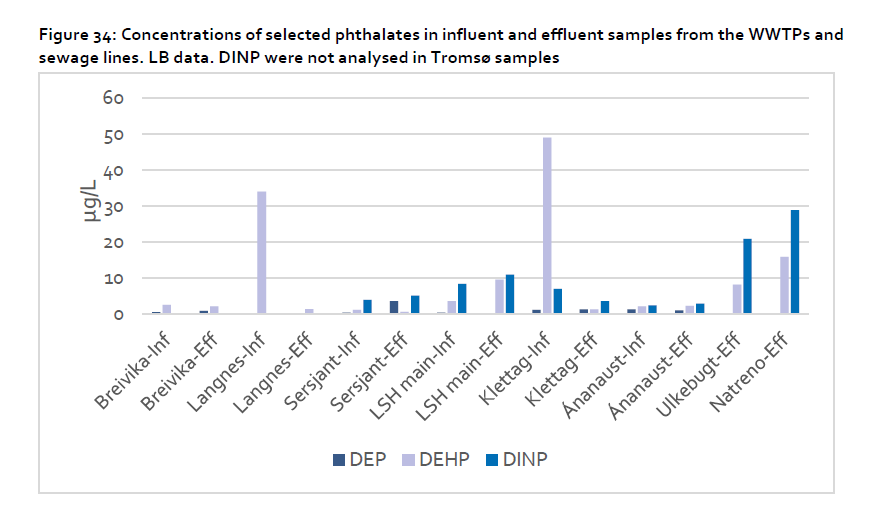 Figure 34: Concentrations of selected phthalates in influent and effluent samples from the WWTPs and
sewage lines. LB data. DINP were not analysed in Tromsø samples
60
50
40
30
20
10
0
µg/L
Breivika-Inf
Breivika-Eff
Langnes-Inf
Langnes-Eff
Sersjant-Inf
Sersjant-Eff
LSH main-Inf
LSH main-Eff
Klettag-Inf
Klettag-Eff
Ánanaust-Inf
Ánanaust-Eff
Ulkebugt-Eff
Natreno-Eff
DEP DEHP DINP